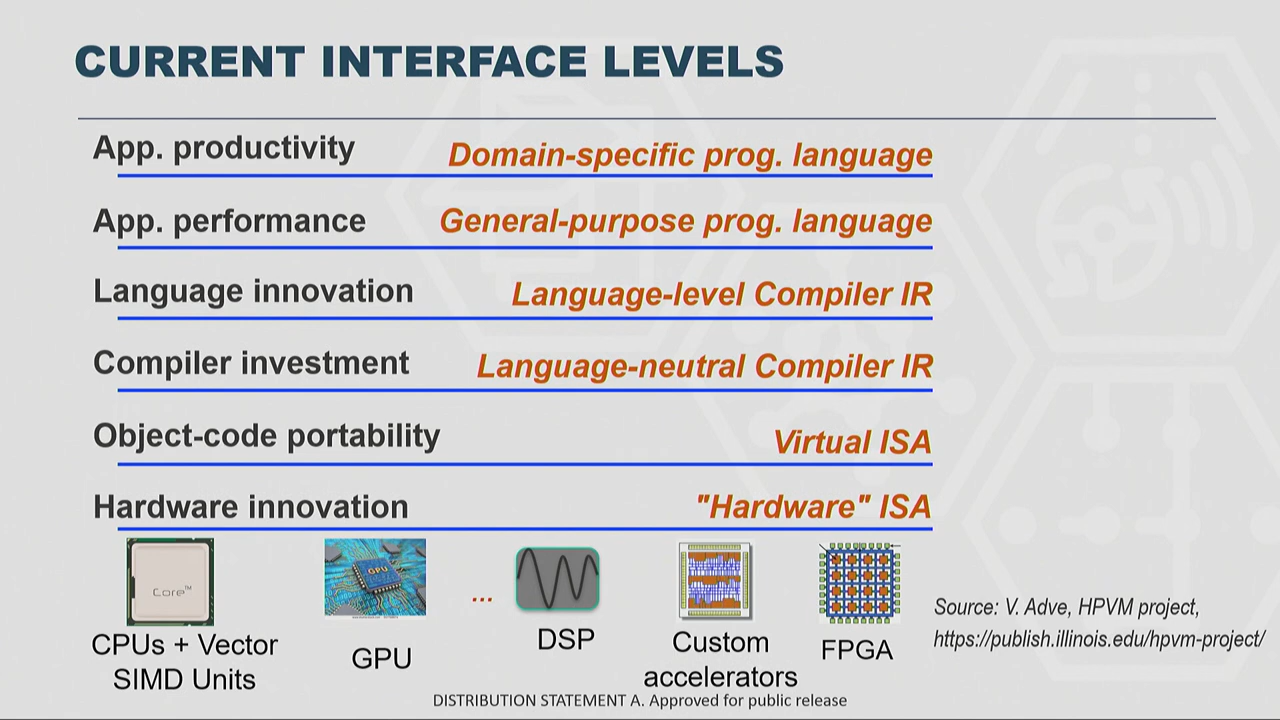 CURRENT INTERFACE LEVELS
App. productivity Domain-specific prog. language
App. performance General-purpose prog. language
Language innovation Language-level Compiler IR
Compiler investment Language-neutral Compiler IR
Object-code portability Virtual ISA
Hardware innovation "Hardware" ISA
Core™
GPU
...
CPUs + Vector
SIMD Units
GPU
DSP
Custom
accelerators
FPGA
Source: V. Adve, HPVM project,
https://publish.illinois.edu/hpvm-project/
DISTRIBUTION STATEMENT A. Approved for public release